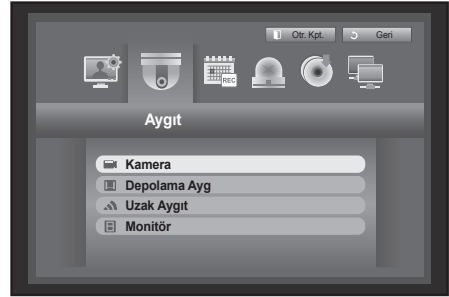 Otr. Kpt. Geri
REC
Aygıt
Kamera
Depolama Ayg
Uzak Aygıt
Monitör